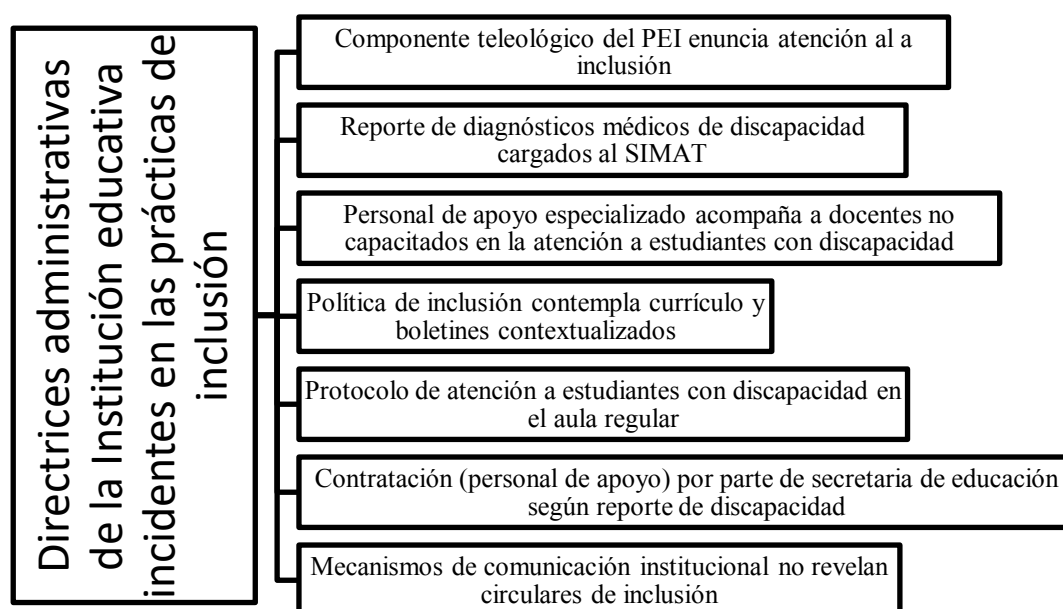 Directrices administrativas
de la Institución educativa
incidentes en las prácticas de
inclusión
Componente teleológico del PEI enuncia atención al a
inclusión
Reporte de diagnósticos médicos de discapacidad
cargados al SIMAT
Personal de apoyo especializado acompaña a docentes no
capacitados en la atención a estudiantes con discapacidad
Política de inclusión contempla currículo y
boletines contextualizados
Protocolo de atención a estudiantes con discapacidad en
el aula regular
Contratación (personal de apoyo) por parte de secretaria de educación
según reporte de discapacidad
Mecanismos de comunicación institucional no revelan
circulares de inclusión